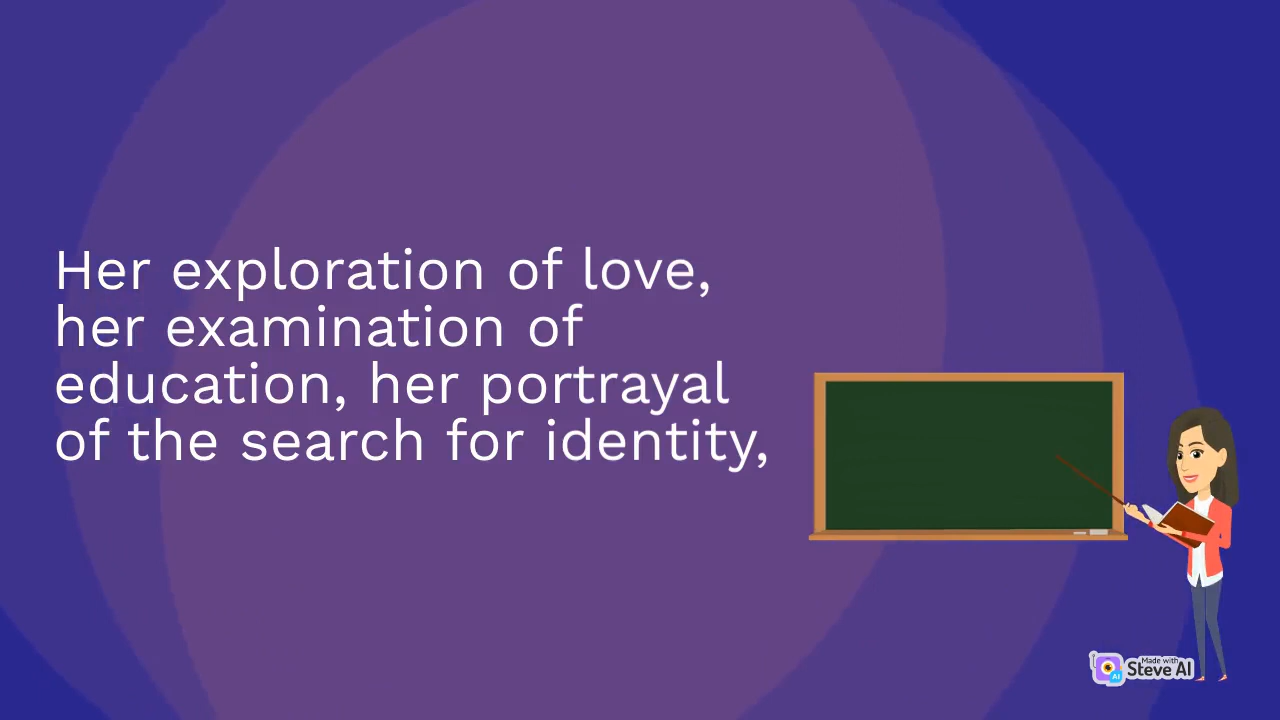 Her exploration of love,
her examination of
education, her portrayal
of the search for identity,
Made with
Steve AI
AI